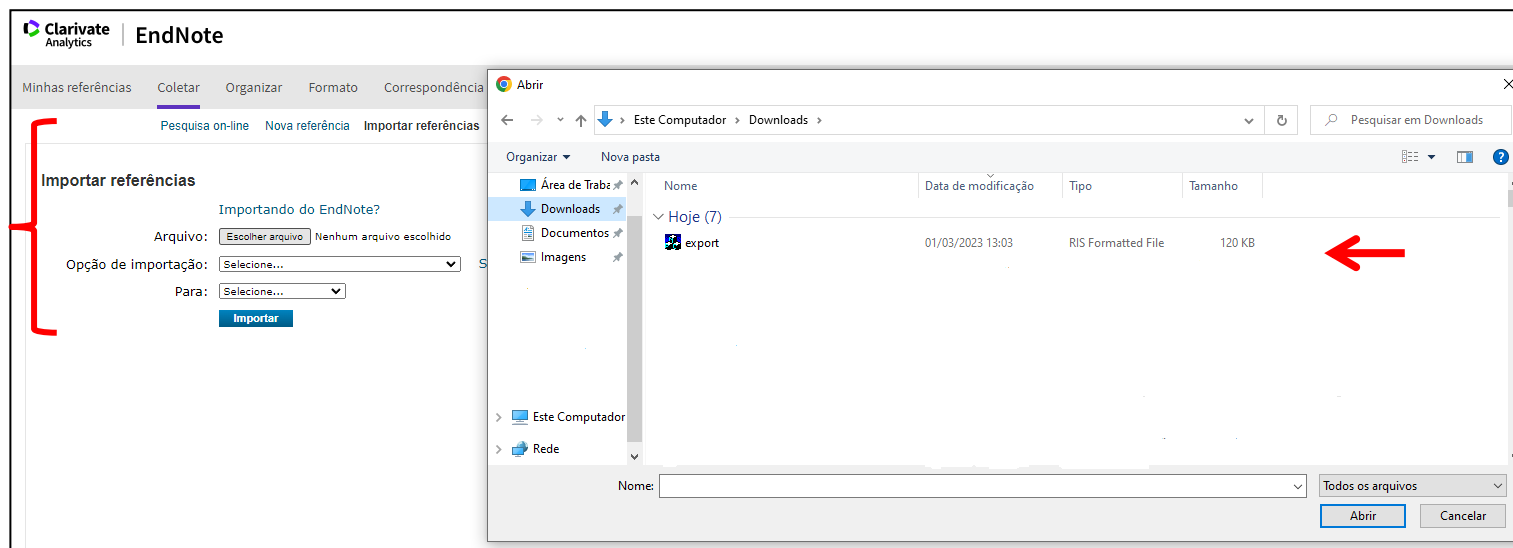 Clarivate
Analytics
EndNote
Minhas referências Coletar Organizar Formato Correspondência
Pesquisa on-line Nova referência Importar referências
Importar referências
Importando do EndNote?
Arquivo: Escolher arquivo Nenhum arquivo escolhido
Opção de importação: Selecione... S
Para: Selecione...
Importar
Abrir
Este Computador Downloads
Pesquisar em Downloads
Organizar Nova pasta
?
Área de Traba
Downloads
Documentos
Imagens
Este Computador
Rede
Nome Data de modificação Tipo Tamanho
Hoje (7)
export 01/03/2023 13:03 RIS Formatted File 120 KB
Nome: Todos os arquivos
Abrir Cancelar